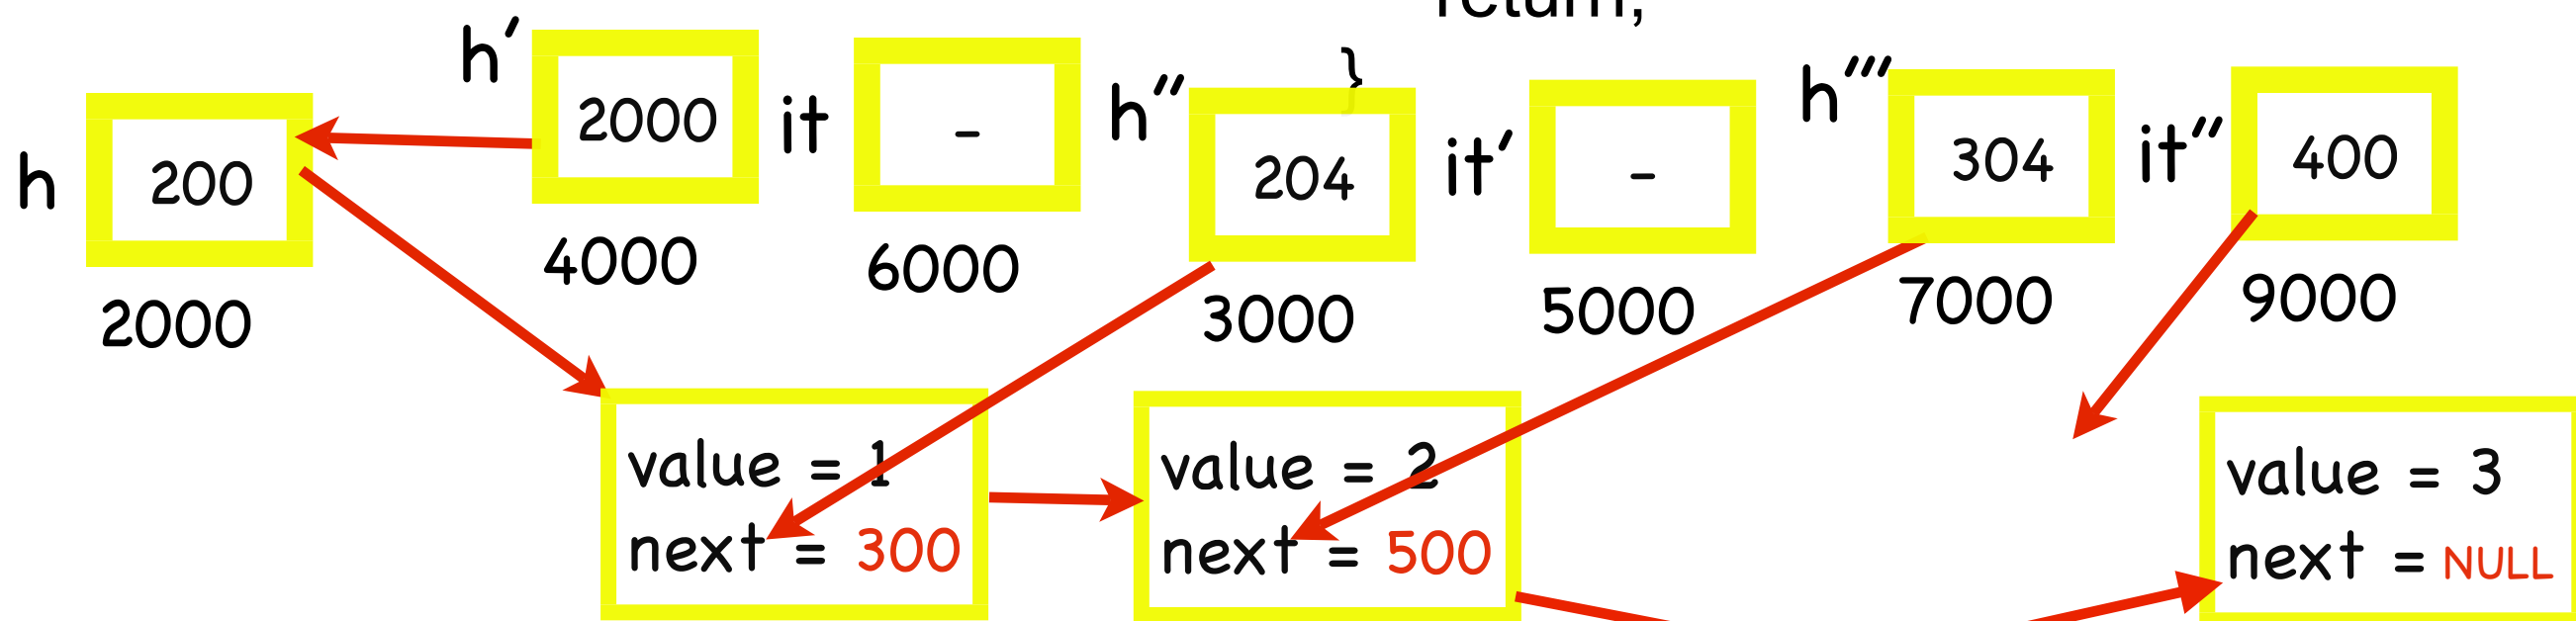 return;
}
h 200 2000
h′ 2000 4000
it - 6000
h″ 204 3000
it′ - 5000
h‴ 304 7000
it″ 400 9000
value = 1
next = 300
value = 2
next = 500
value = 3
next = NULL